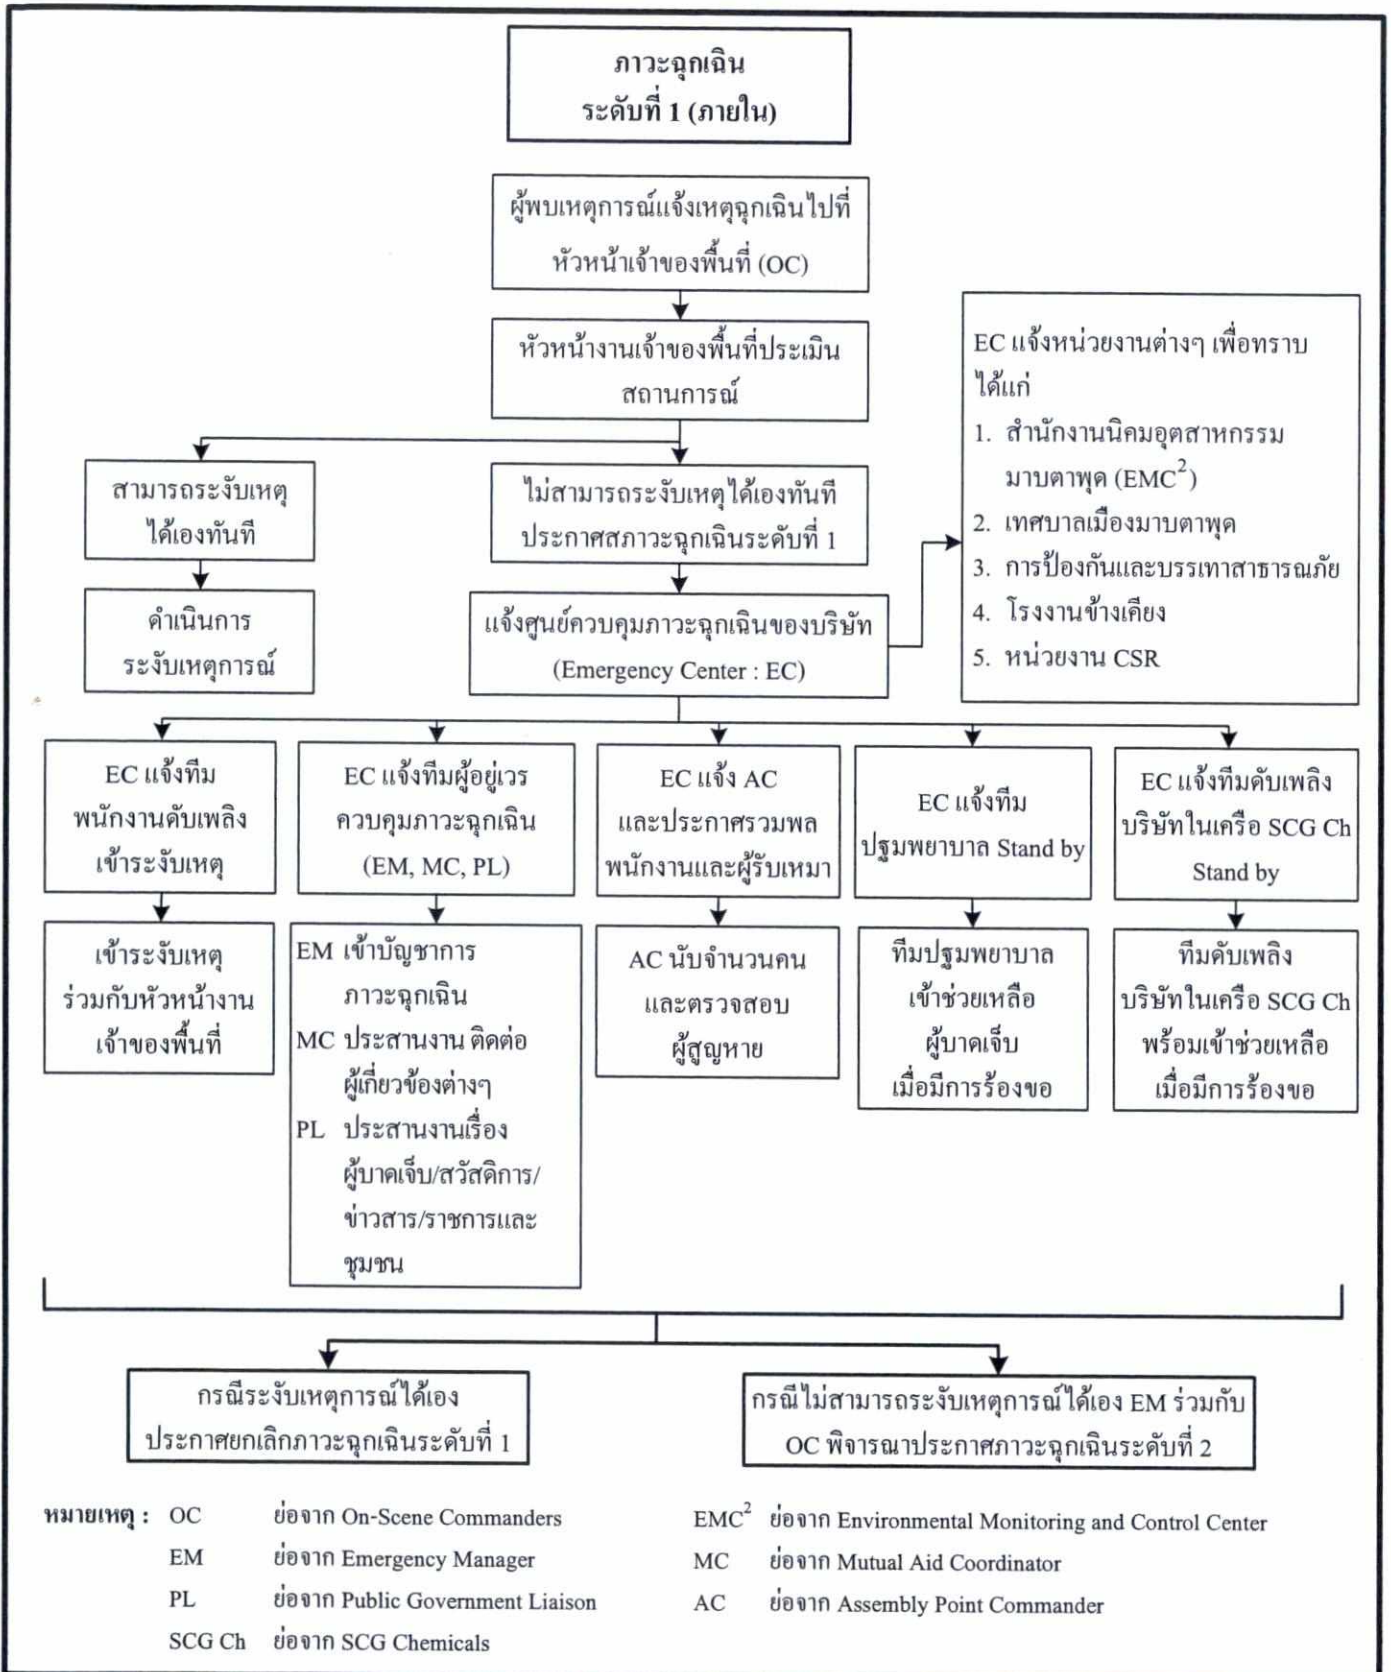 ภาวะฉุกเฉิน
ระดับที่ 1 (ภายใน)
ผู้พบเหตุการณ์แจ้งเหตุฉุกเฉินไปที่
หัวหน้าเจ้าของพื้นที่ (OC)
หัวหน้างานเจ้าของพื้นที่ประเมิน
สถานการณ์
สามารถระงับเหตุ
ได้เองทันที
ดำเนินการ
ระงับเหตุการณ์
ไม่สามารถระงับเหตุได้เองทันที
ประกาศสภาวะฉุกเฉินระดับที่ 1
แจ้งศูนย์ควบคุมภาวะฉุกเฉินของบริษัท
(Emergency Center : EC)
EC แจ้งหน่วยงานต่างๆ เพื่อทราบ
ได้แก่
1. สำนักงานนิคมอุตสาหกรรม
มาบตาพุด (EMC²)
2. เทศบาลเมืองมาบตาพุด
3. การป้องกันและบรรเทาสาธารณภัย
4. โรงงานข้างเคียง
5. หน่วยงาน CSR
EC แจ้งทีม
พนักงานดับเพลิง
เข้าระงับเหตุ
เข้าระงับเหตุ
ร่วมกับหัวหน้างาน
เจ้าของพื้นที่
EC แจ้งทีมผู้อยู่เวร
ควบคุมภาวะฉุกเฉิน
(EM, MC, PL)
EM เข้าบัญชาการ
ภาวะฉุกเฉิน
MC ประสานงาน ติดต่อ
ผู้เกี่ยวข้องต่างๆ
PL ประสานงานเรื่อง
ผู้บาดเจ็บ/สวัสดิการ/
ข่าวสาร/ราชการและ
ชุมชน
EC แจ้ง AC
และประกาศรวมพล
พนักงานและผู้รับเหมา
AC นับจำนวนคน
และตรวจสอบ
ผู้สูญหาย
EC แจ้งทีม
ปฐมพยาบาล Stand by
ทีมปฐมพยาบาล
เข้าช่วยเหลือ
ผู้บาดเจ็บ
เมื่อมีการร้องขอ
EC แจ้งทีมดับเพลิง
บริษัทในเครือ SCG Ch
Stand by
ทีมดับเพลิง
บริษัทในเครือ SCG Ch
พร้อมเข้าช่วยเหลือ
เมื่อมีการร้องขอ
กรณีระงับเหตุการณ์ได้เอง
ประกาศยกเลิกภาวะฉุกเฉินระดับที่ 1
กรณีไม่สามารถระงับเหตุการณ์ได้เอง EM ร่วมกับ
OC พิจารณาประกาศภาวะฉุกเฉินระดับที่ 2
หมายเหตุ : OC ย่อจาก On-Scene Commanders
EM ย่อจาก Emergency Manager
PL ย่อจาก Public Government Liaison
SCG Ch ย่อจาก SCG Chemicals
EMC² ย่อจาก Environmental Monitoring and Control Center
MC ย่อจาก Mutual Aid Coordinator
AC ย่อจาก Assembly Point Commander